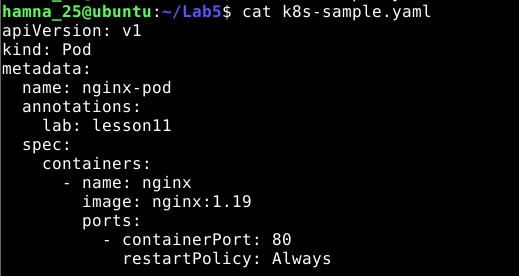 hamna_25@ubuntu:~/Lab5$ cat k8s-sample.yaml
apiVersion: v1
kind: Pod
metadata:
  name: nginx-pod
  annotations:
    lab: lesson11
  spec:
    containers:
      - name: nginx
        image: nginx:1.19
        ports:
          - containerPort: 80
            restartPolicy: Always